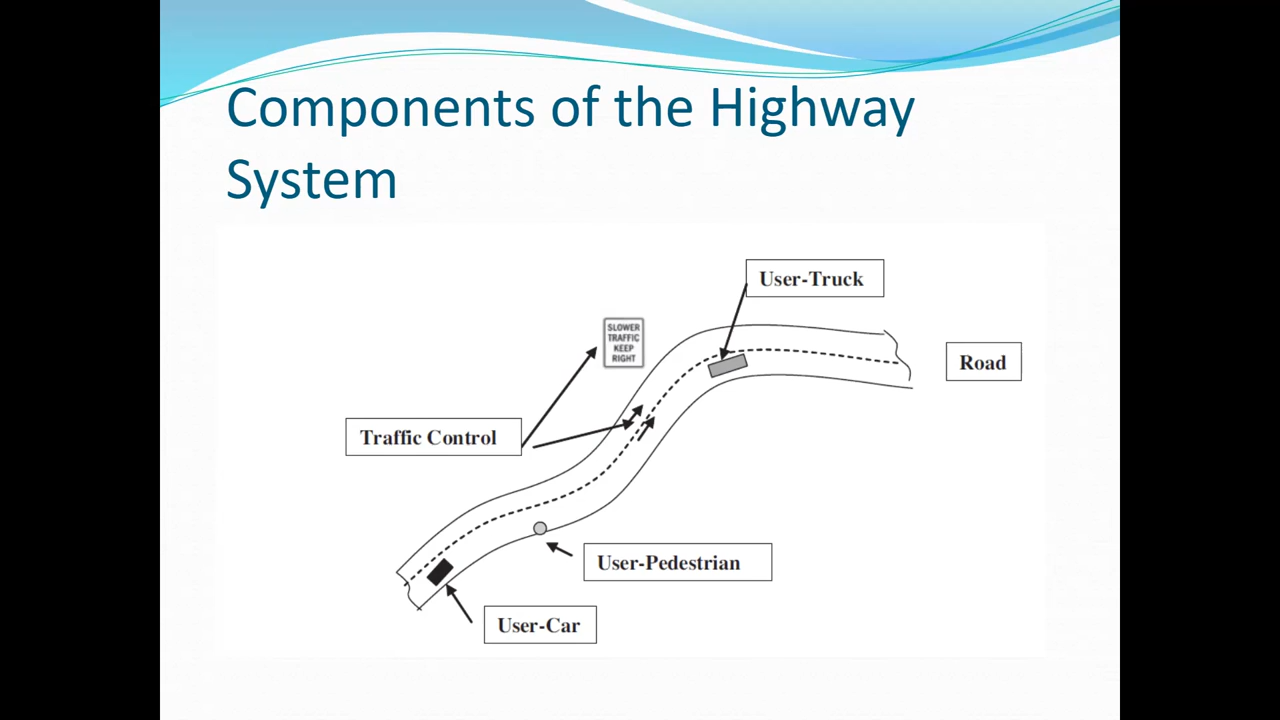 Components of the Highway
System
User-Truck
SLOWER
TRAFFIC
KEEP
RIGHT
Road
Traffic Control
User-Pedestrian
User-Car